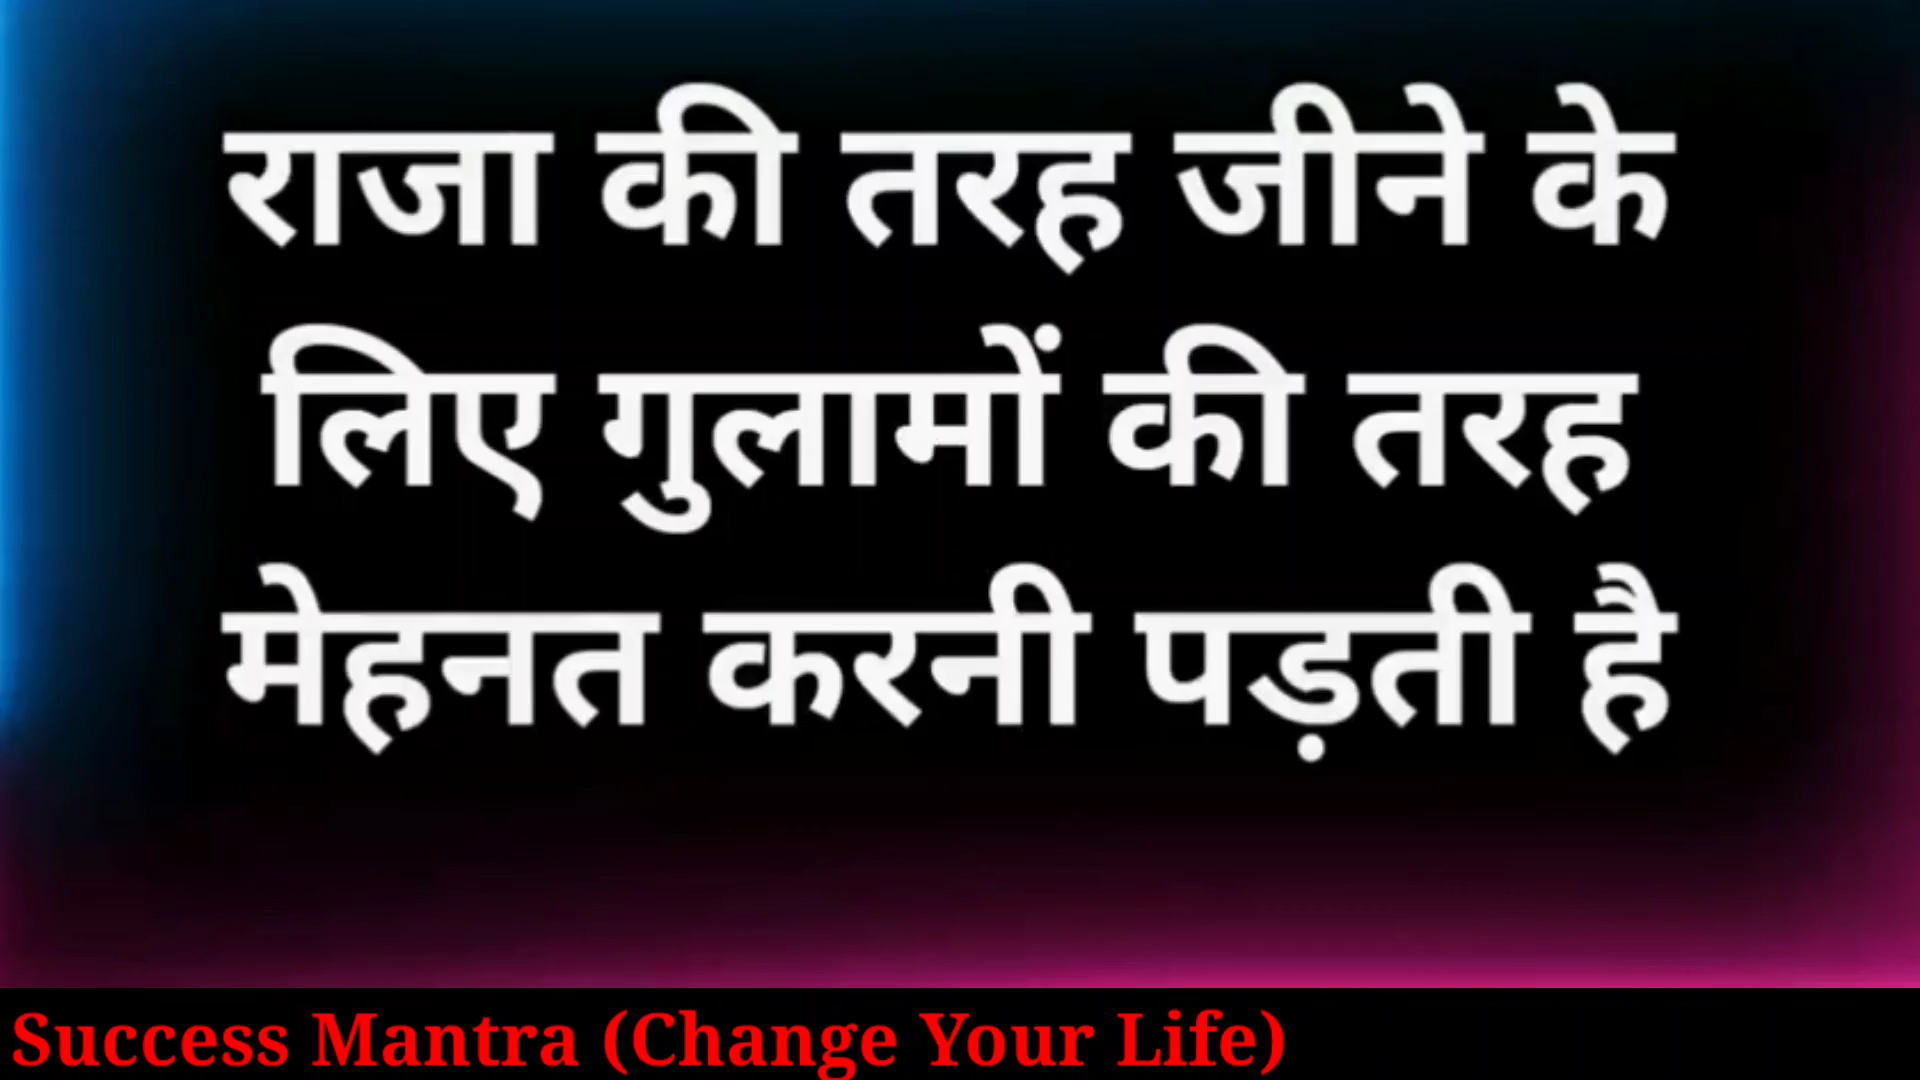 राजा की तरह जीने के
लिए गुलामों की तरह
मेहनत करनी पड़ती है
Success Mantra (Change Your Life)